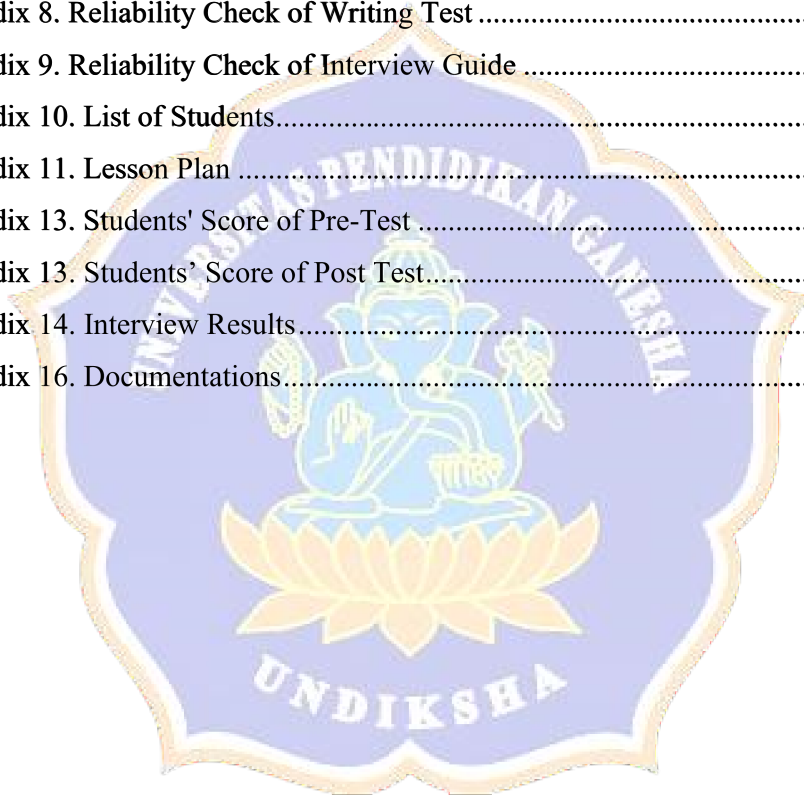 dix 8. Reliability Check of Writing Test ............................................
dix 9. Reliability Check of Interview Guide ......................................
dix 10. List of Students......................................................................
dix 11. Lesson Plan ...........................................................................
dix 13. Students' Score of Pre-Test ....................................................
dix 13. Students’ Score of Post Test...................................................
dix 14. Interview Results...................................................................
dix 16. Documentations.....................................................................
UNIVERSITAS PENDIDIKAN GANESHA
UNDIKSHA